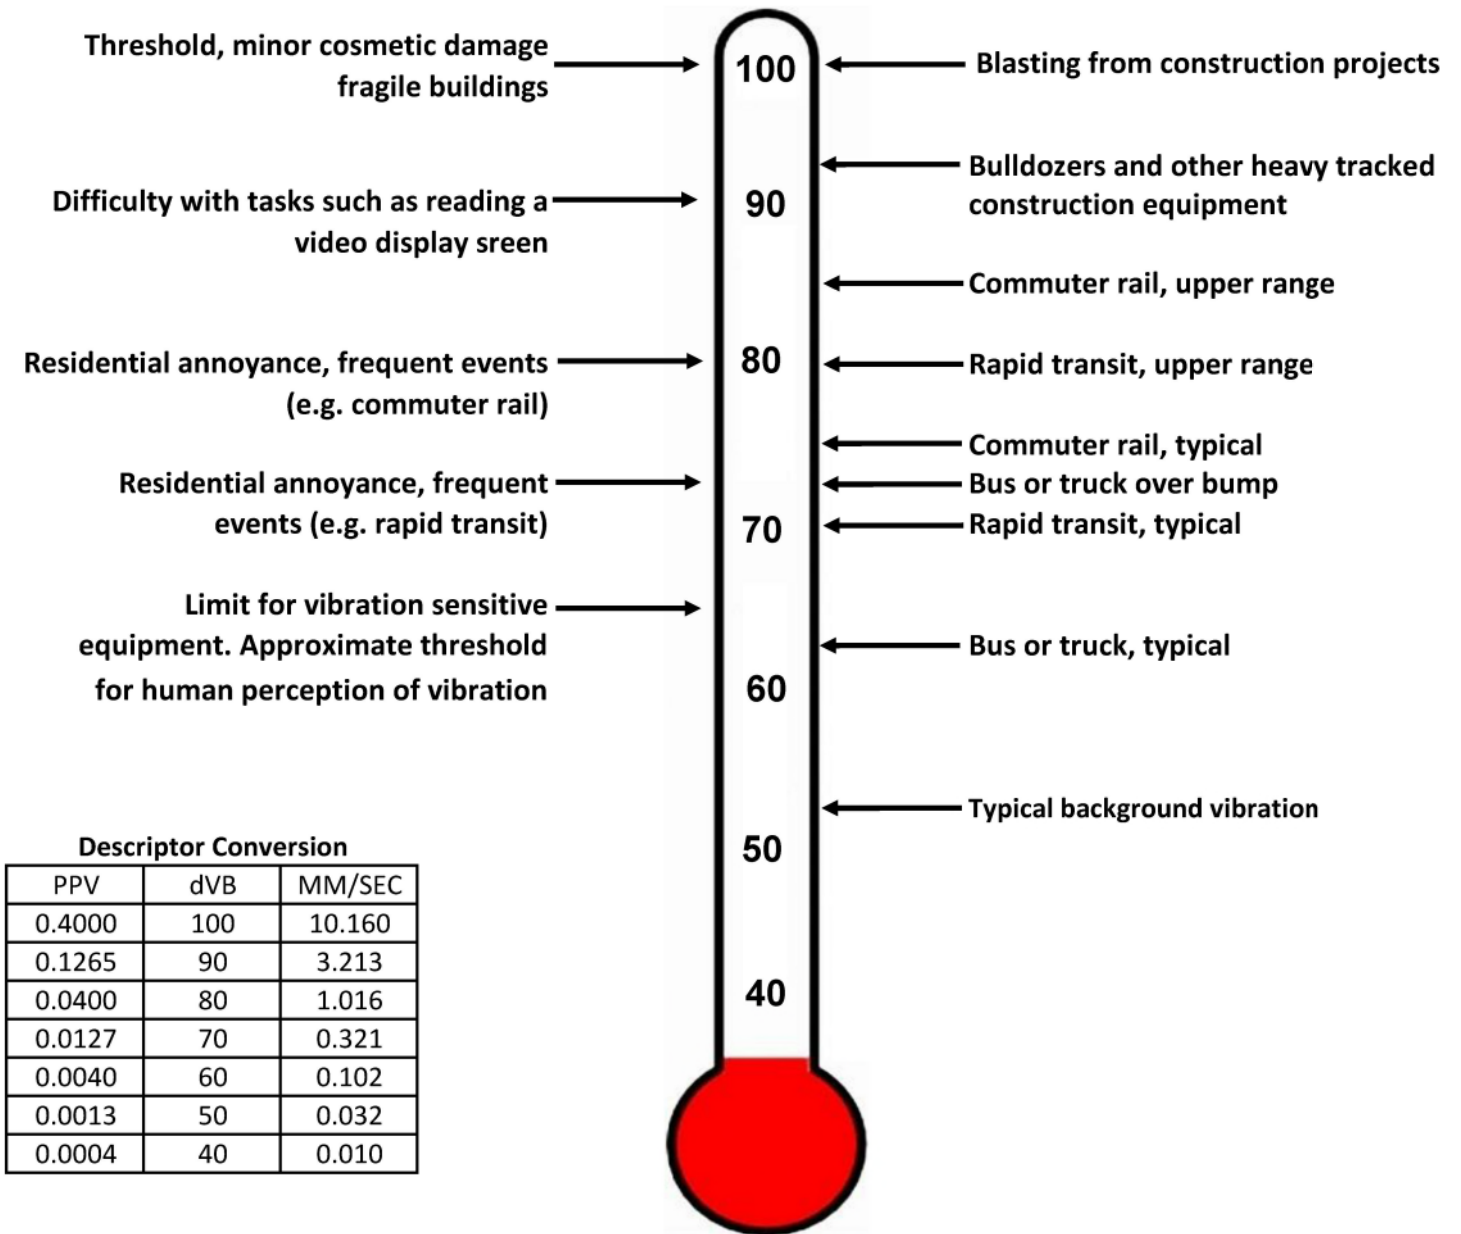 Threshold, minor cosmetic damage
fragile buildings
Difficulty with tasks such as reading a
video display sreen
Residential annoyance, frequent events
(e.g. commuter rail)
Residential annoyance, frequent
events (e.g. rapid transit)
Limit for vibration sensitive
equipment. Approximate threshold
for human perception of vibration
100
90
80
70
60
50
40
Blasting from construction projects
Bulldozers and other heavy tracked
construction equipment
Commuter rail, upper range
Rapid transit, upper range
Commuter rail, typical
Bus or truck over bump
Rapid transit, typical
Bus or truck, typical
Typical background vibration
Descriptor Conversion
PPV dVB MM/SEC
0.4000 100 10.160
0.1265 90 3.213
0.0400 80 1.016
0.0127 70 0.321
0.0040 60 0.102
0.0013 50 0.032
0.0004 40 0.010